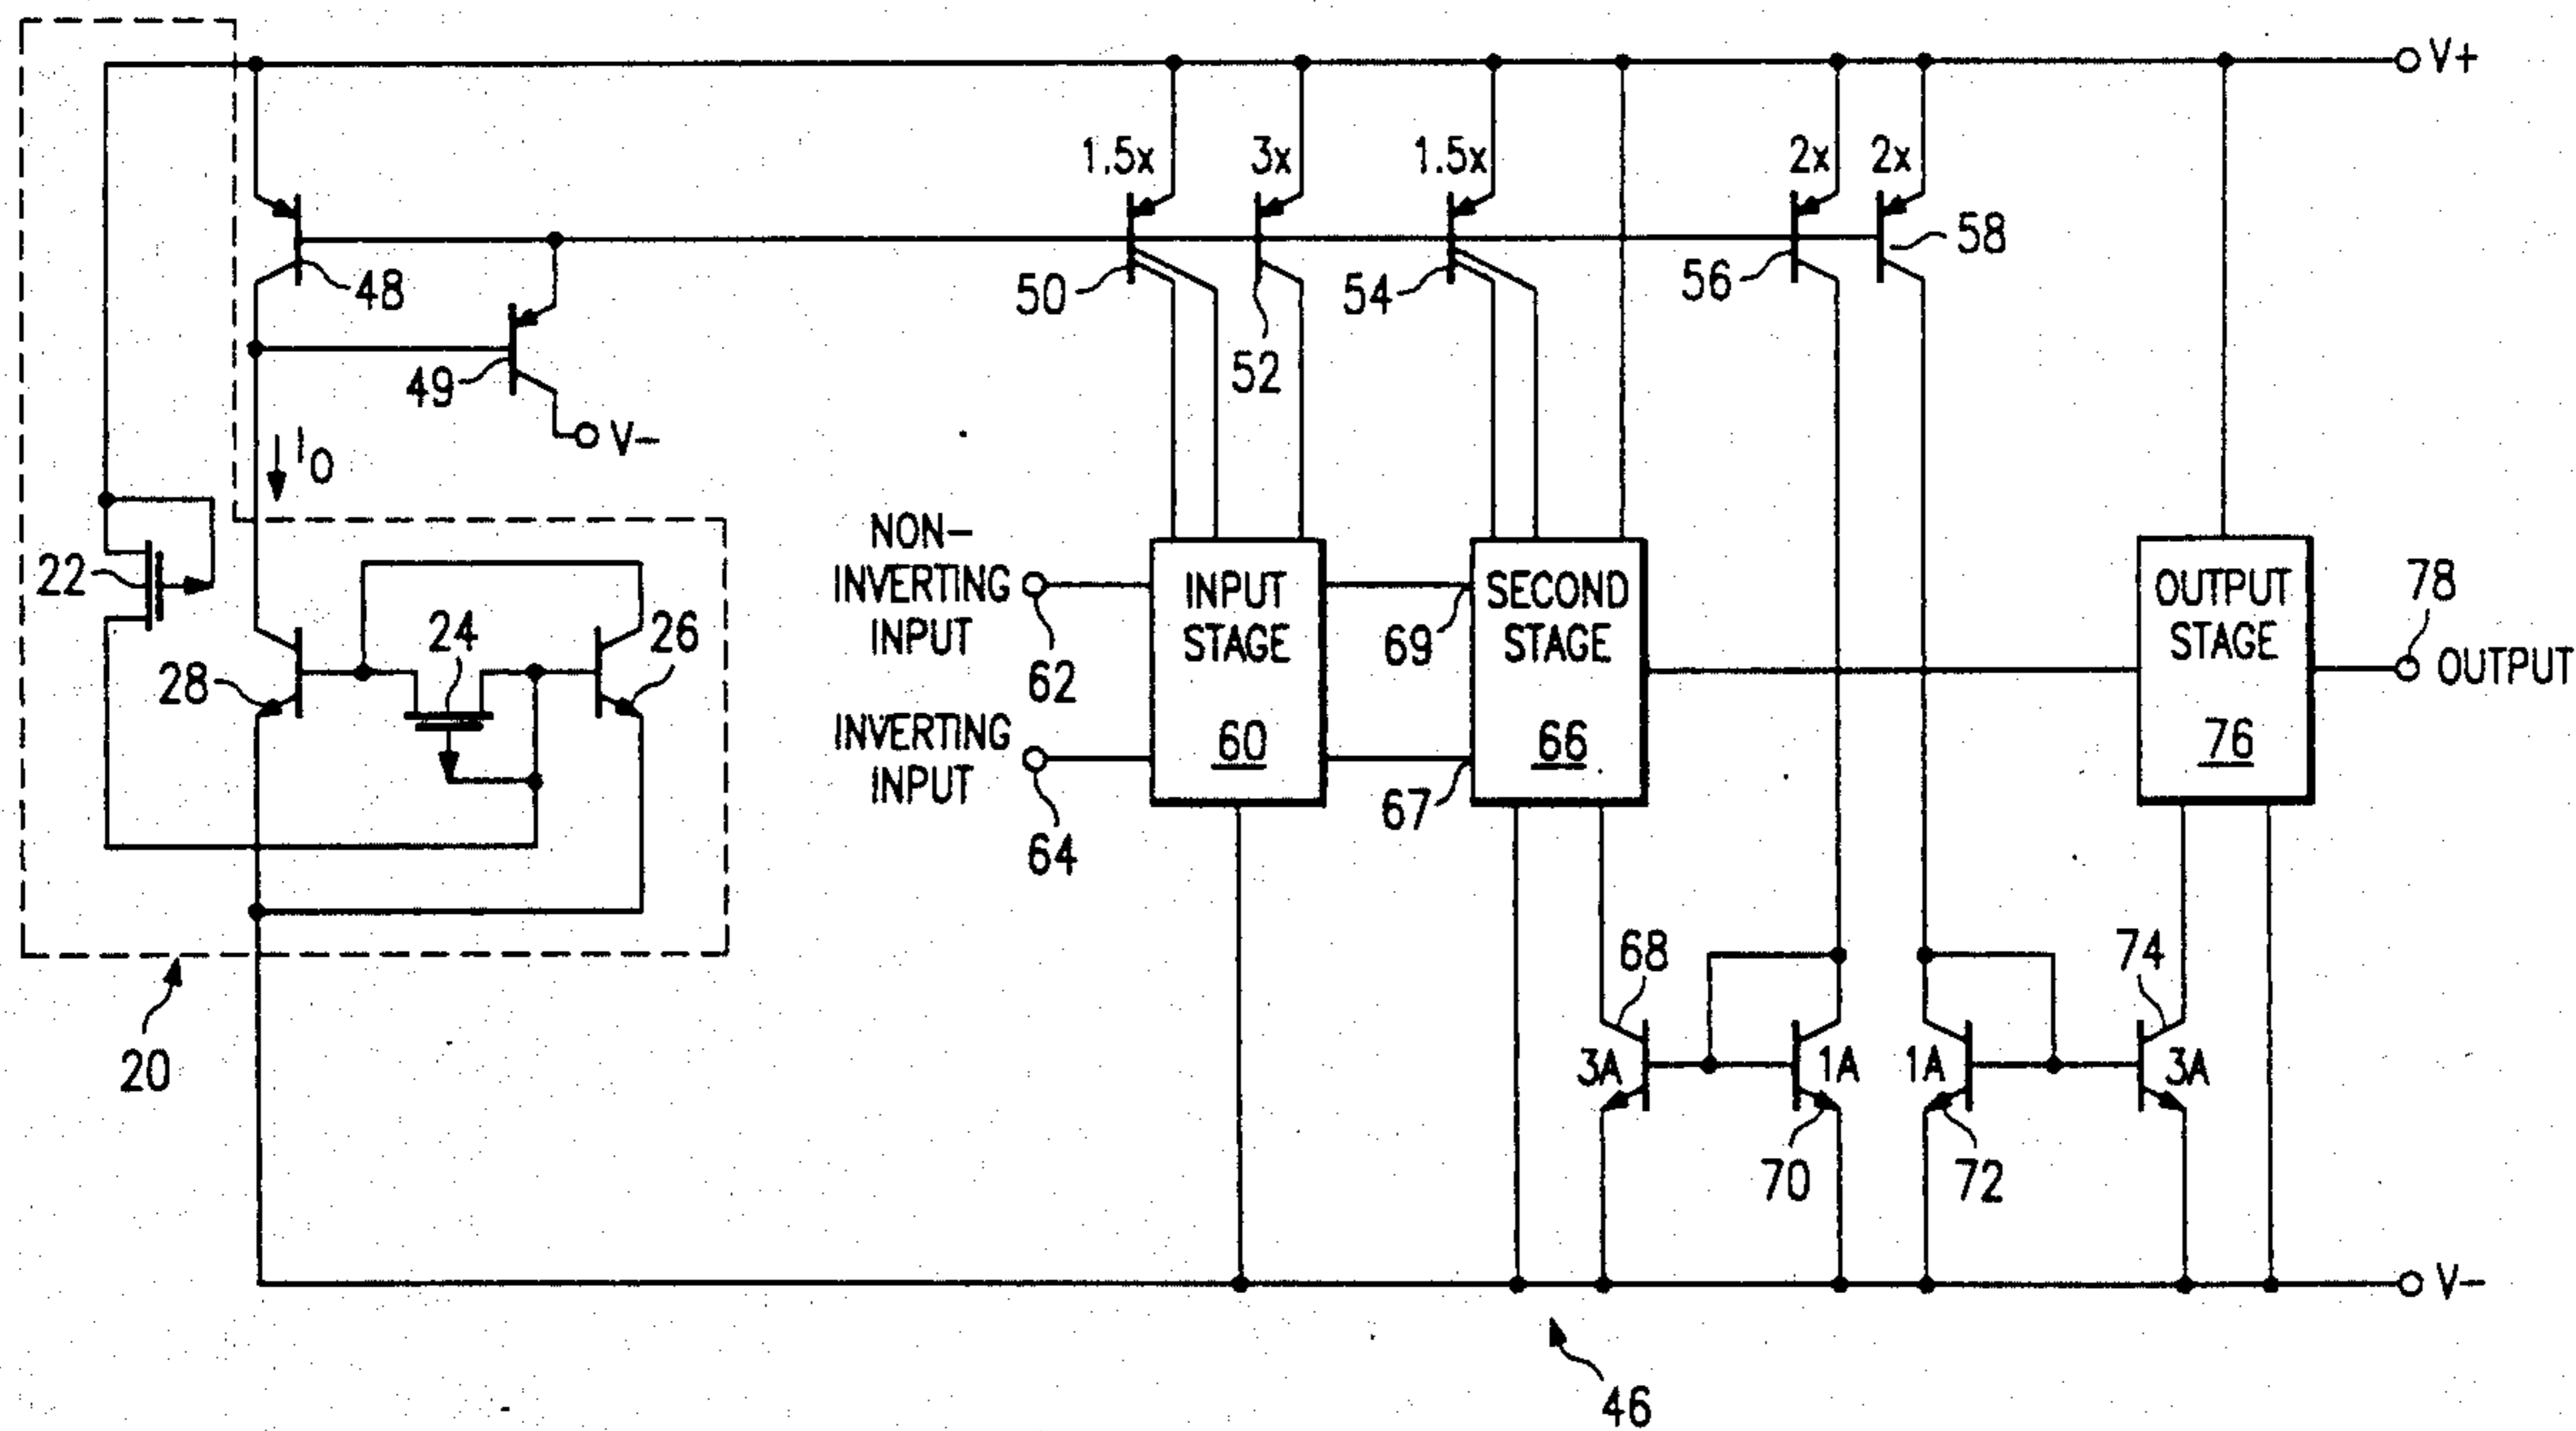 V+
1.5x
3x
1.5x
2x
2x
48
50
52
54
56
58
49
V-
I0
22
24
26
28
NON-
INVERTING
INPUT
62
INVERTING
INPUT
64
INPUT
STAGE
60
69
67
SECOND
STAGE
66
OUTPUT
STAGE
76
78
OUTPUT
20
68
3A
1A
70
1A
72
74
3A
V-
46